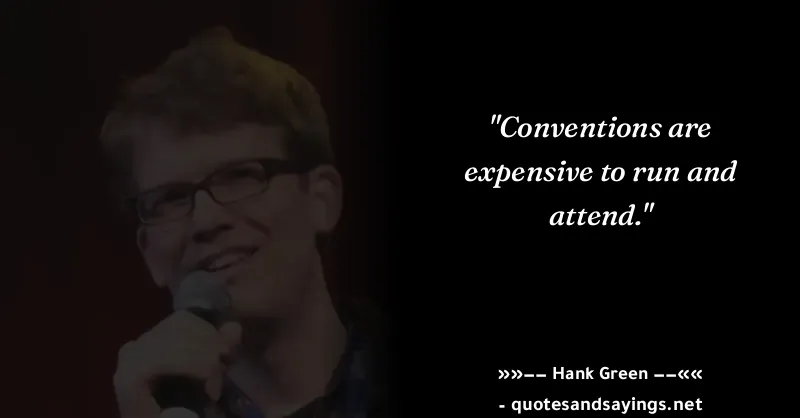 "Conventions are
expensive to run and
attend."
»»−− Hank Green −−««
- quotesandsayings.net